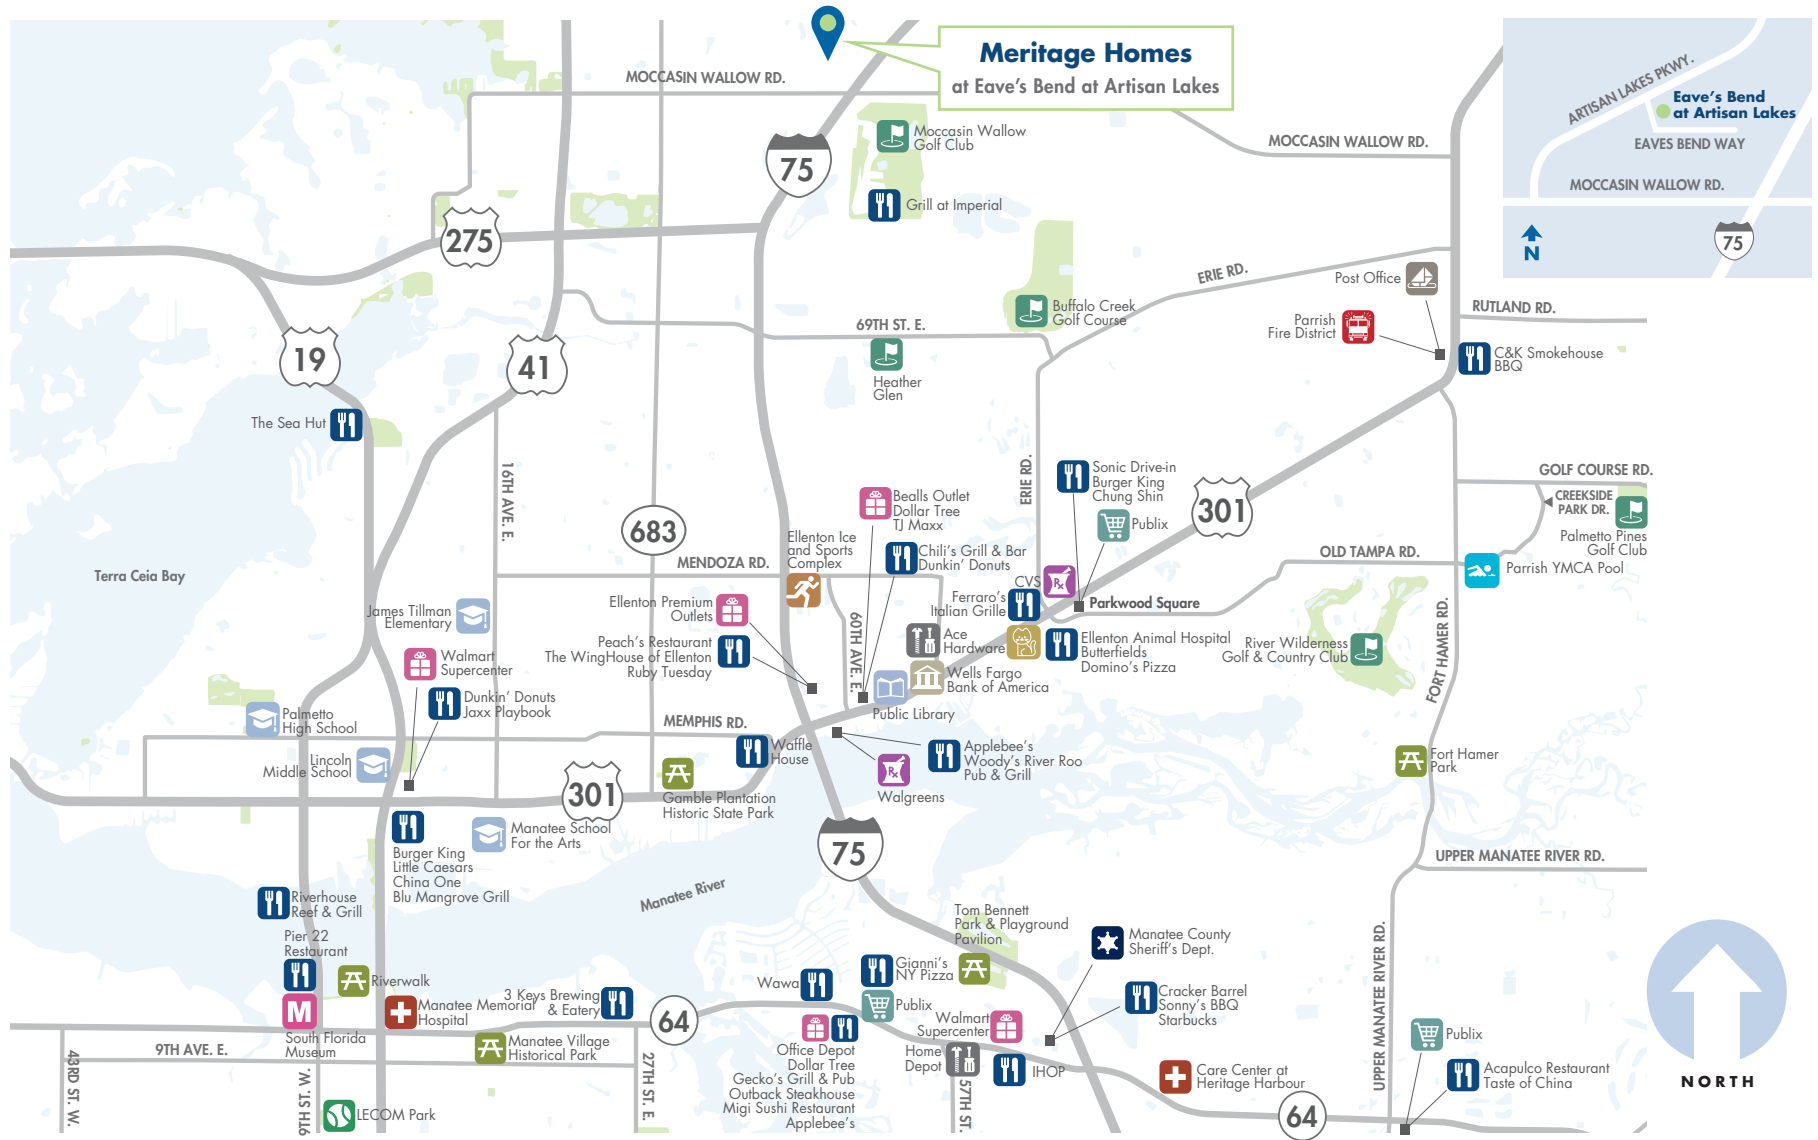 Meritage Homes
at Eave's Bend at Artisan Lakes
MOCCASIN WALLOW RD.
75
Moccasin Wallow
Golf Club
MOCCASIN WALLOW RD.
Grill at Imperial
275
ARTISAN LAKES PKWY.
Eave's Bend
at Artisan Lakes
EAVES BEND WAY
MOCCASIN WALLOW RD.
N
75
ERIE RD.
Post Office
Buffalo Creek
Golf Course
RUTLAND RD.
Parrish
Fire District
69TH ST. E.
19
41
C&K Smokehouse
BBQ
Heather
Glen
The Sea Hut
16TH AVE. E.
ERIE RD.
Sonic Drive-in
Burger King
Chung Shin
Publix
301
GOLF COURSE RD.
CREEKSIDE
PARK DR.
Palmetto Pines
Golf Club
Bealls Outlet
Dollar Tree
TJ Maxx
683
Ellenton Ice
and Sports
Complex
Chili's Grill & Bar
Dunkin' Donuts
OLD TAMPA RD.
Parrish YMCA Pool
MENDOZA RD.
Terra Ceia Bay
CVS
Rx
Ferraro's
Italian Grille
Parkwood Square
James Tillman
Elementary
Ellenton Premium
Outlets
60TH AVE. E.
Ace
Hardware
Ellenton Animal Hospital
Butterfields
Domino's Pizza
River Wilderness
Golf & Country Club
FORT HAMER RD.
Peach's Restaurant
The WingHouse of Ellenton
Ruby Tuesday
Walmart
Supercenter
Wells Fargo
Bank of America
Dunkin' Donuts
Jaxx Playbook
Public Library
Palmetto
High School
MEMPHIS RD.
Waffle
House
Applebee's
Woody's River Roo
Pub & Grill
Fort Hamer
Park
Lincoln
Middle School
Rx
Walgreens
301
Gamble Plantation
Historic State Park
Manatee School
For the Arts
75
Burger King
Little Caesars
China One
Blu Mangrove Grill
UPPER MANATEE RIVER RD.
Manatee River
Riverhouse
Reef & Grill
Tom Bennett
Park & Playground
Pavilion
Manatee County
Sheriff's Dept.
UPPER MANATEE RIVERIVER RD.
Pier 22
Restaurant
Riverwalk
Gianni's
NY Pizza
Wawa
Cracker Barrel
Sonny's BBQ
Starbucks
M
Manatee Memorial
Hospital
3 Keys Brewing
& Eatery
64
Publix
Walmart
Supercenter
Publix
South Florida
Museum
Manatee Village
Historical Park
9TH AVE. E.
43RD ST. W.
9TH ST. W.
27TH ST. E.
Office Depot
Dollar Tree
Gecko's Grill & Pub
Outback Steakhouse
Migi Sushi Restaurant
Applebee's
Home
Depot
IHOP
57TH ST.
Care Center at
Heritage Harbour
Acapulco Restaurant
Taste of China
LECOM Park
64
NORTH